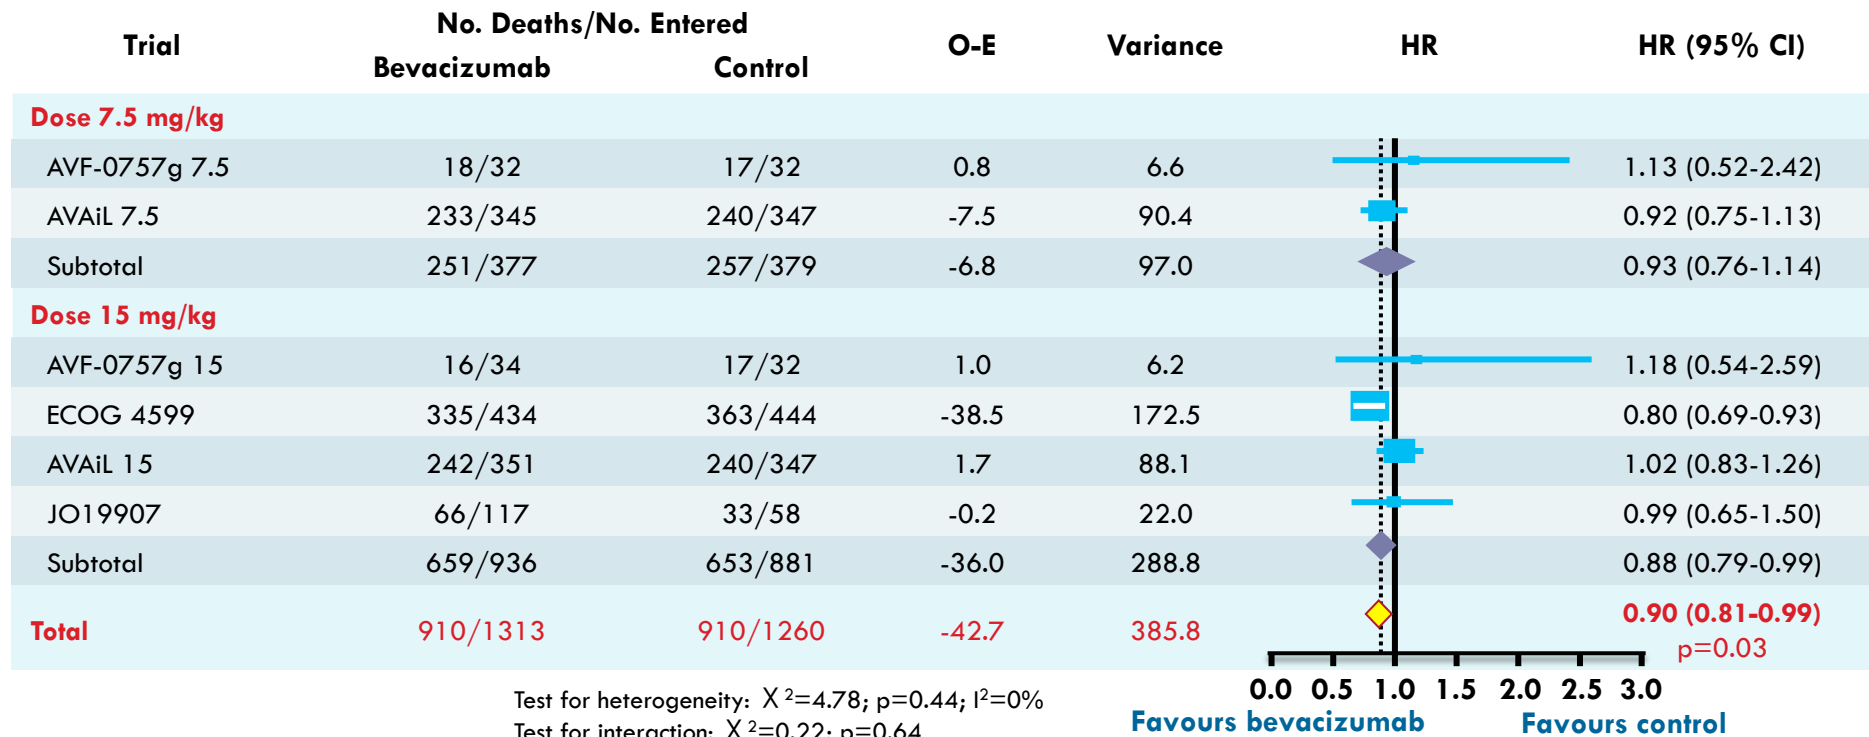 Trial No. Deaths/No. Entered O-E Variance HR HR (95% CI)
Bevacizumab Control
Dose 7.5 mg/kg
AVF-0757g 7.5 18/32 17/32 0.8 6.6 1.13 (0.52-2.42)
AVAiL 7.5 233/345 240/347 -7.5 90.4 0.92 (0.75-1.13)
Subtotal 251/377 257/379 -6.8 97.0 0.93 (0.76-1.14)
Dose 15 mg/kg
AVF-0757g 15 16/34 17/32 1.0 6.2 1.18 (0.54-2.59)
ECOG 4599 335/434 363/444 -38.5 172.5 0.80 (0.69-0.93)
AVAiL 15 242/351 240/347 1.7 88.1 1.02 (0.83-1.26)
JO19907 66/117 33/58 -0.2 22.0 0.99 (0.65-1.50)
Subtotal 659/936 653/881 -36.0 288.8 0.88 (0.79-0.99)
Total 910/1313 910/1260 -42.7 385.8 0.90 (0.81-0.99)
p=0.03
0.0 0.5 1.0 1.5 2.0 2.5 3.0
Favours bevacizumab Favours control
Test for heterogeneity: X²=4.78; p=0.44; I²=0%
Test for interaction: X²=0.22; p=0.64